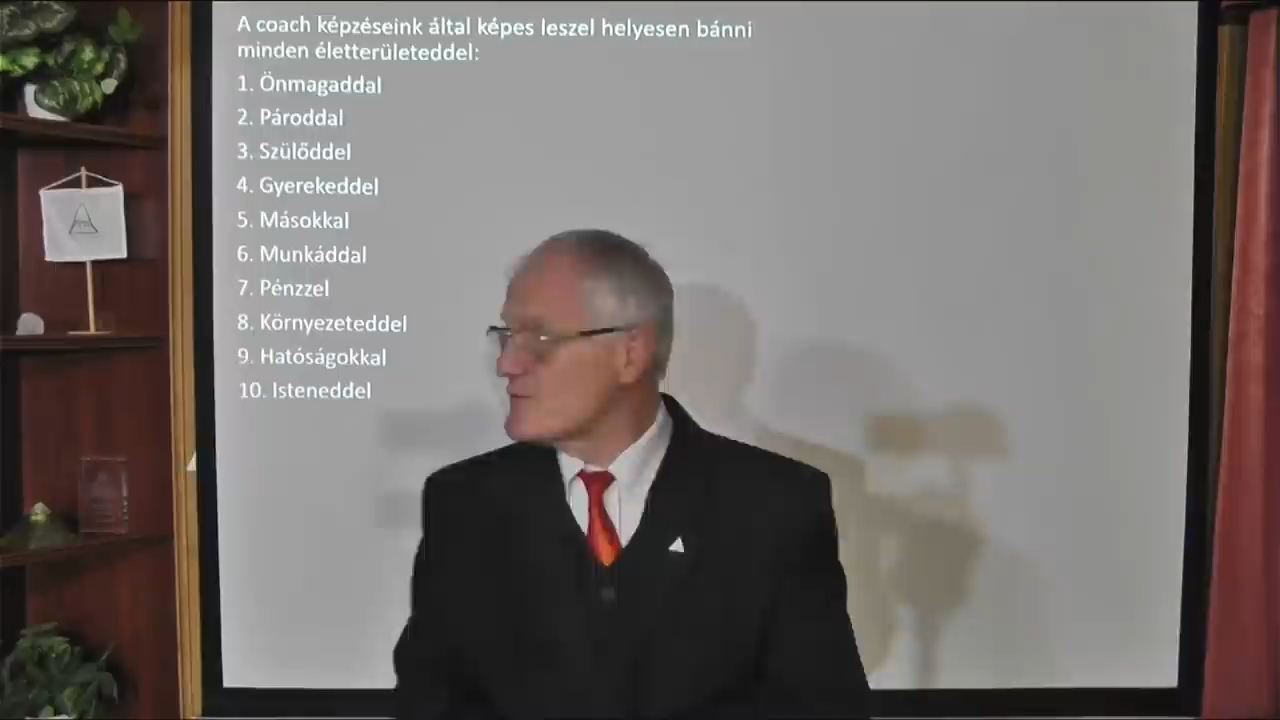 A coach képzéseink által képes leszel helyesen bánni
minden életterületeddel:
1. Önmagaddal
2. Pároddal
3. Szülőddel
4. Gyerekeddel
5. Másokkal
6. Munkáddal
7. Pénzzel
8. Környezeteddel
9. Hatóságokkal
10. Isteneddel